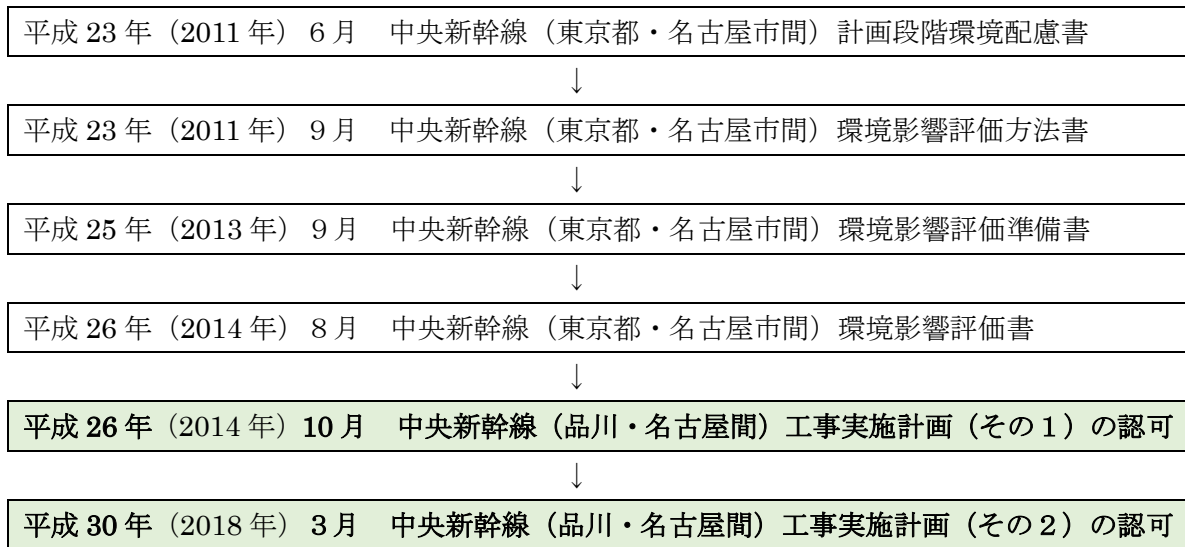 平成 23 年（2011 年）６月　中央新幹線（東京都・名古屋市間）計画段階環境配慮書
↓
平成 23 年（2011 年）９月　中央新幹線（東京都・名古屋市間）環境影響評価方法書
↓
平成 25 年（2013 年）９月　中央新幹線（東京都・名古屋市間）環境影響評価準備書
↓
平成 26 年（2014 年）８月　中央新幹線（東京都・名古屋市間）環境影響評価書
↓
平成 26 年（2014 年）10 月　中央新幹線（品川・名古屋間）工事実施計画（その１）の認可
↓
平成 30 年（2018 年）３月　中央新幹線（品川・名古屋間）工事実施計画（その２）の認可